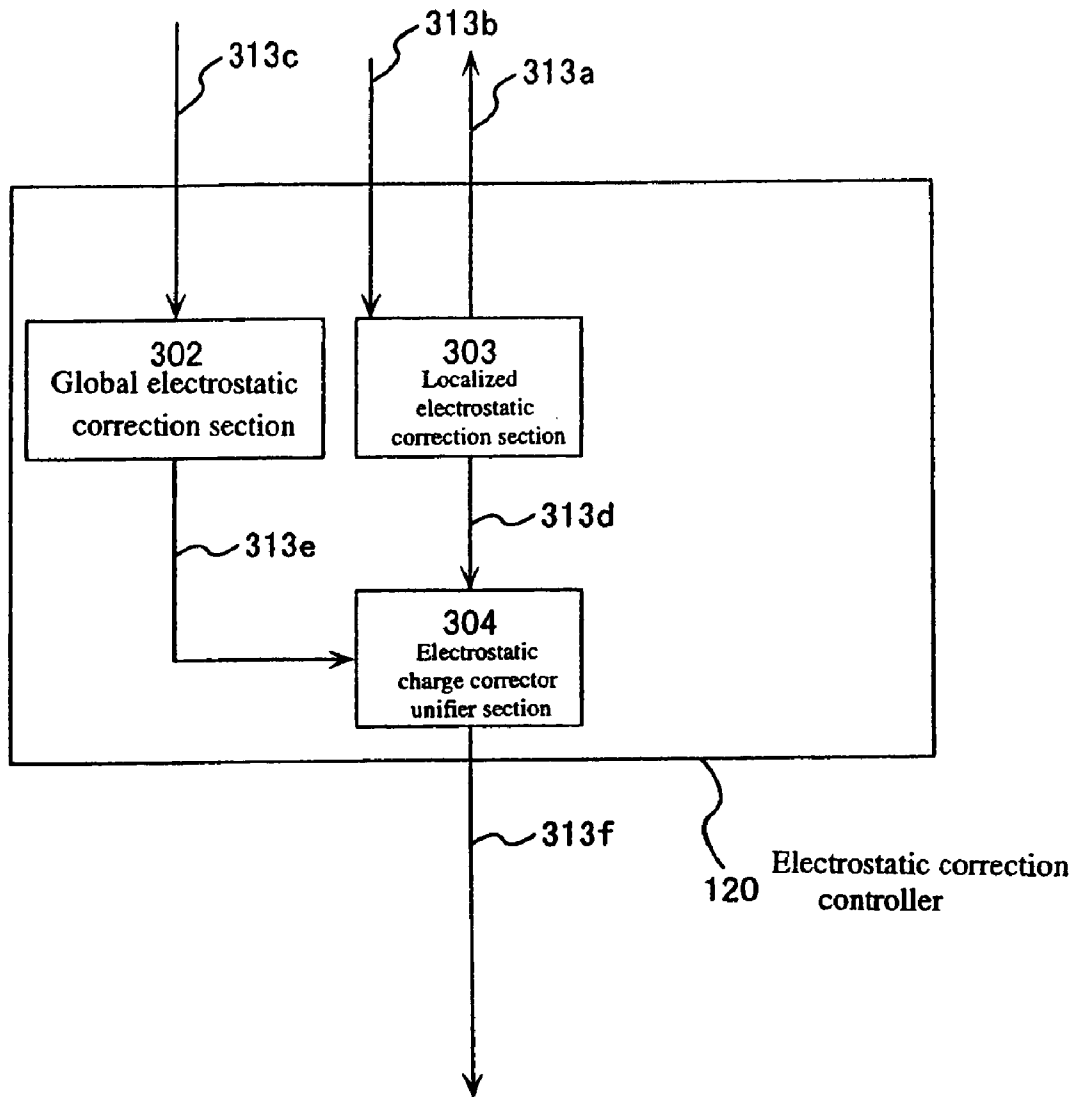 313c
313b
313a
302
Global electrostatic
correction section
303
Localized
electrostatic
correction section
313e
313d
304
Electrostatic
charge corrector
unifier section
313f
120
Electrostatic correction
controller